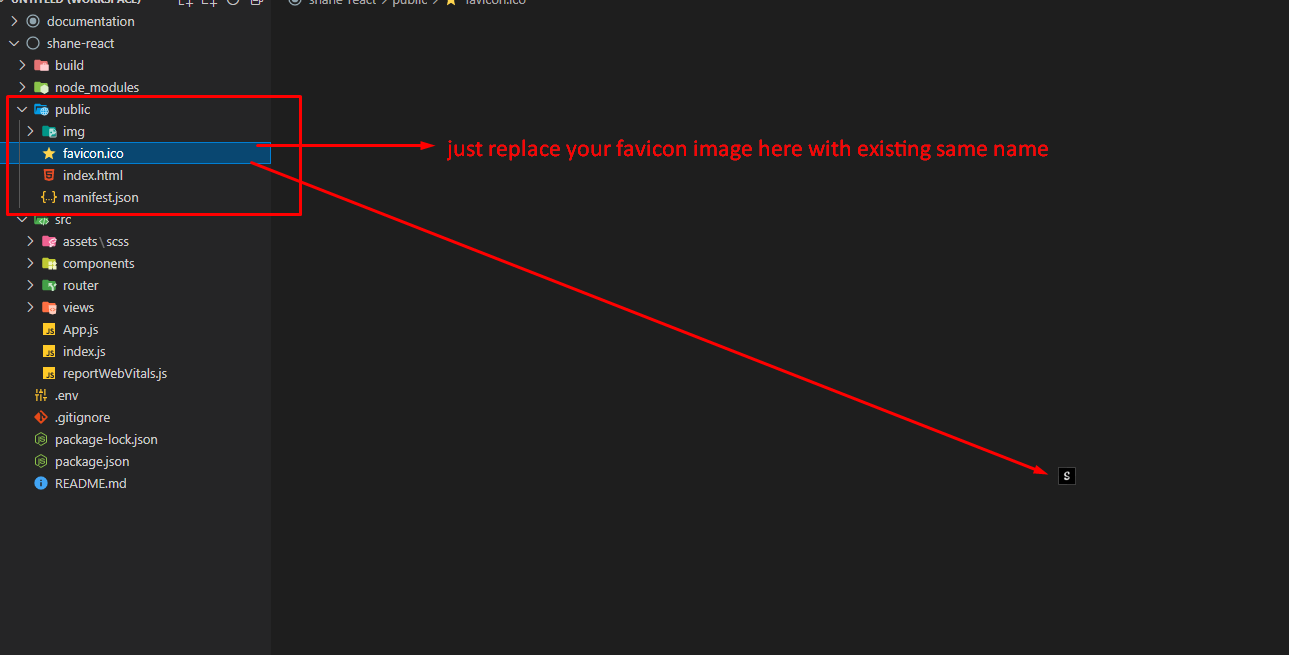 UNTITLED (WORKSPACE)
shane-react > public > favicon.ico
documentation
shane-react
build
node_modules
public
img
favicon.ico
just replace your favicon image here with existing same name
index.html
manifest.json
src
assets\scss
components
router
views
App.js
index.js
reportWebVitals.js
.env
.gitignore
package-lock.json
package.json
README.md
S